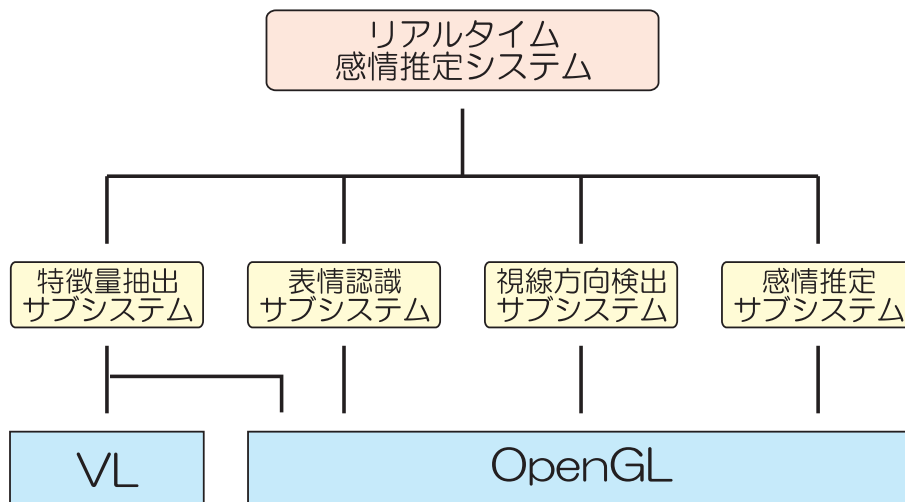 リアルタイム
感情推定システム
特徴量抽出
サブシステム
表情認識
サブシステム
視線方向検出
サブシステム
感情推定
サブシステム
VL
OpenGL